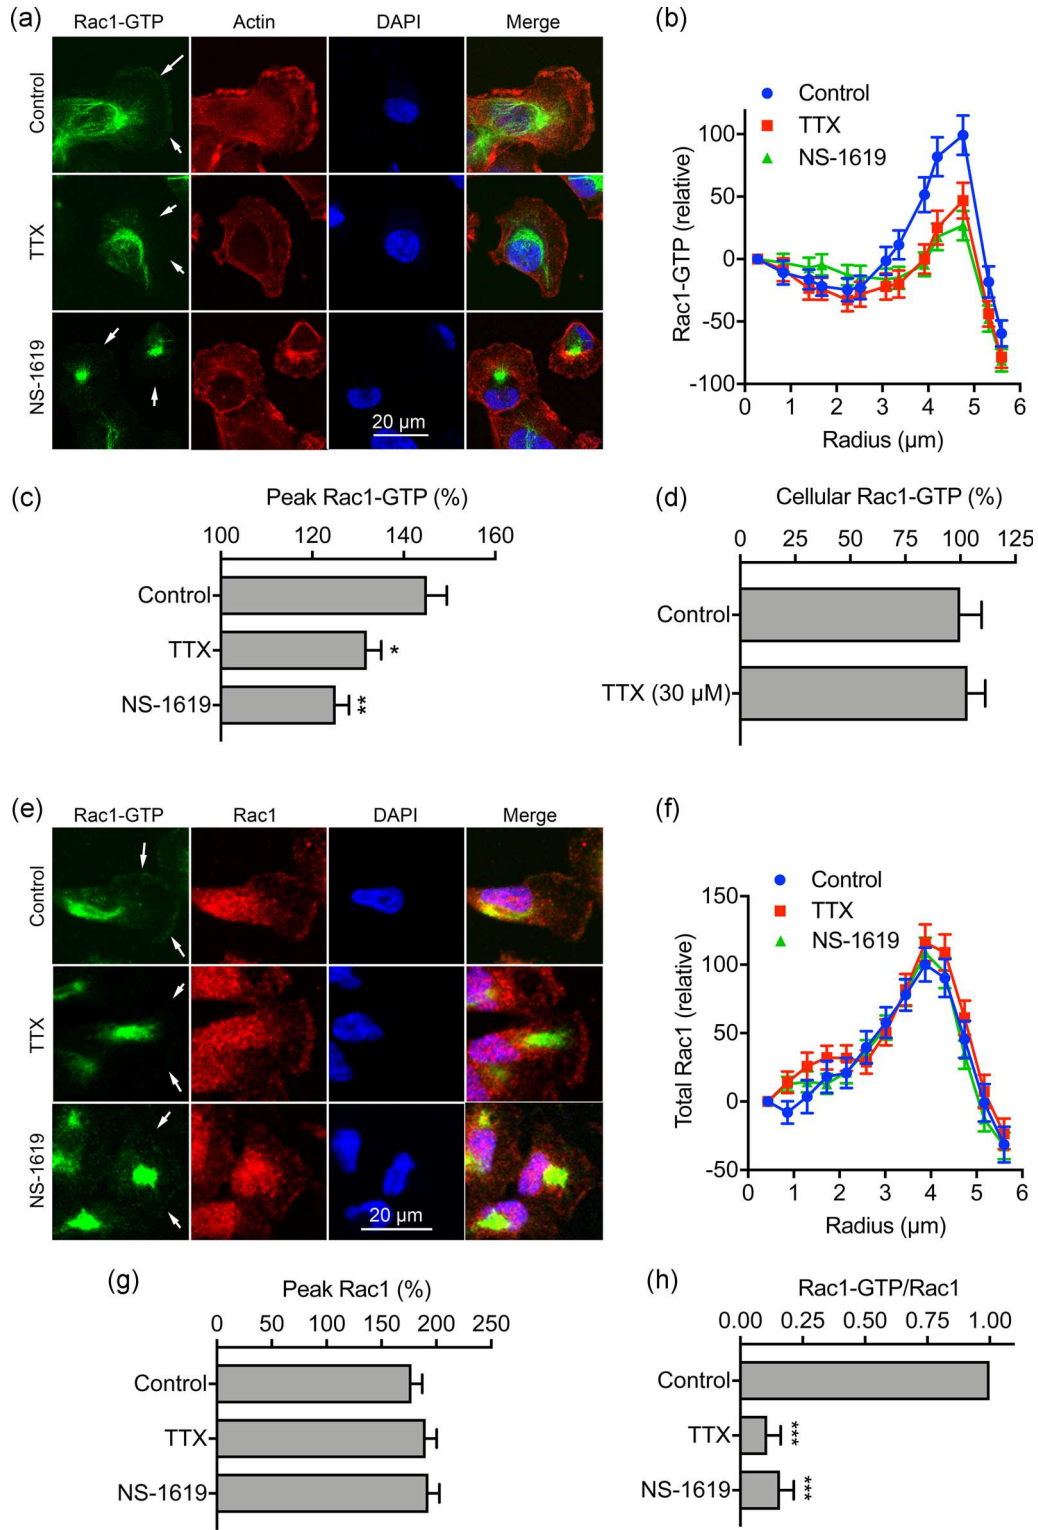 (a)
Rac1-GTP Actin DAPI Merge
Control
TTX
NS-1619
20 µm
(b)
Control
TTX
NS-1619
Rac1-GTP (relative)
100
50
0
-50
-100
0 1 2 3 4 5 6
Radius (µm)
(c)
Peak Rac1-GTP (%)
100 120 140 160
Control
TTX *
NS-1619 **
(d)
Cellular Rac1-GTP (%)
0 25 50 75 100 125
Control
TTX (30 µM)
(e)
Rac1-GTP Rac1 DAPI Merge
Control
TTX
NS-1619
20 µm
(f)
Control
TTX
NS-1619
Total Rac1 (relative)
150
100
50
0
-50
0 1 2 3 4 5 6
Radius (µm)
(g)
Peak Rac1 (%)
0 50 100 150 200 250
Control
TTX
NS-1619
(h)
Rac1-GTP/Rac1
0.00 0.25 0.50 0.75 1.00
Control
TTX ***
NS-1619 ***